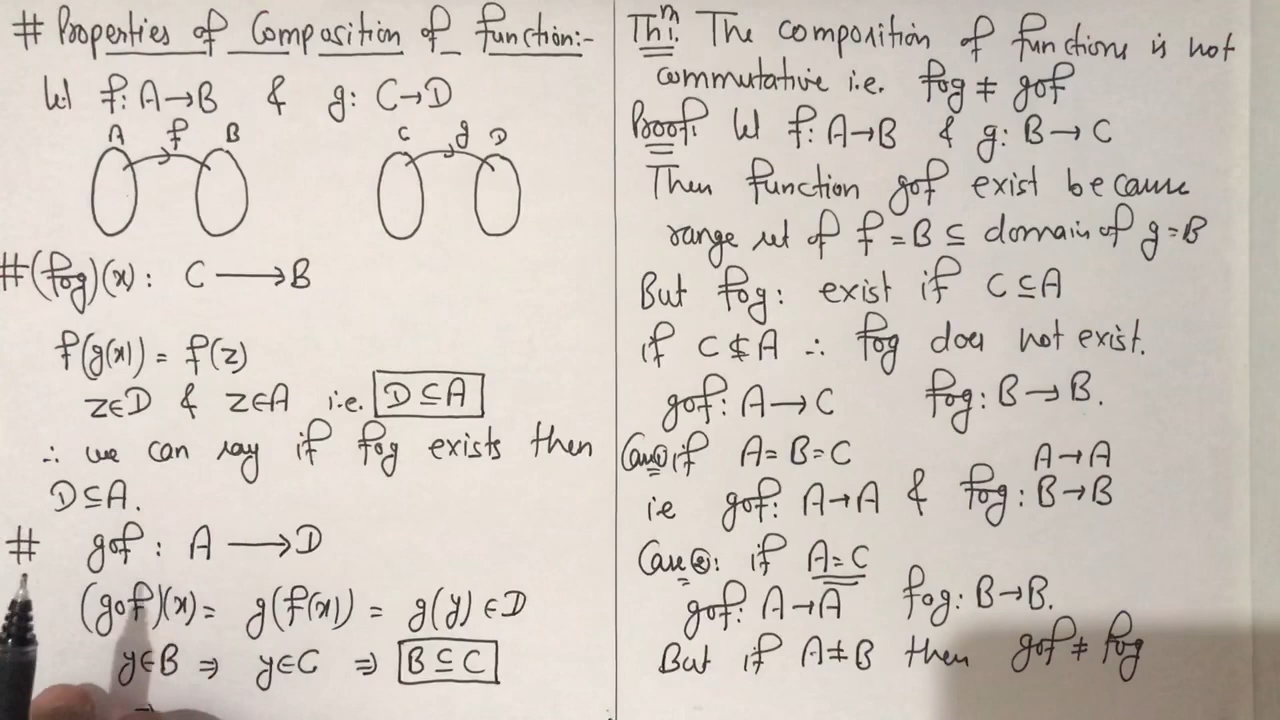 # Properties of Composition of function:-
Let f: A→B & g: C→D
A f B C g D
#(fog)(x): C ⟶ B
f(g(x)) = f(z)
z∈D & z∈A i.e. D⊆A
∴ we can say if fog exists then
D⊆A.
# gof : A ⟶ D
(gof)(x) = g(f(x)) = g(y) ∈D
y∈B ⇒ y∈C ⇒ B⊆C
Thm1. The composition of functions is not
commutative i.e. fog ≠ gof
Proof: let f: A→B & g: B→C
Then function gof exist because
range set of f = B ⊆ domain of g = B
But fog: exist if C⊆A
if C⊈A ∴ fog does not exist.
gof: A→C fog: B→B.
Case① if A=B=C
i.e gof: A→A & fog: B→B
A→A
Case②: if A=C
gof: A→A fog: B→B.
But if A≠B then gof ≠ fog